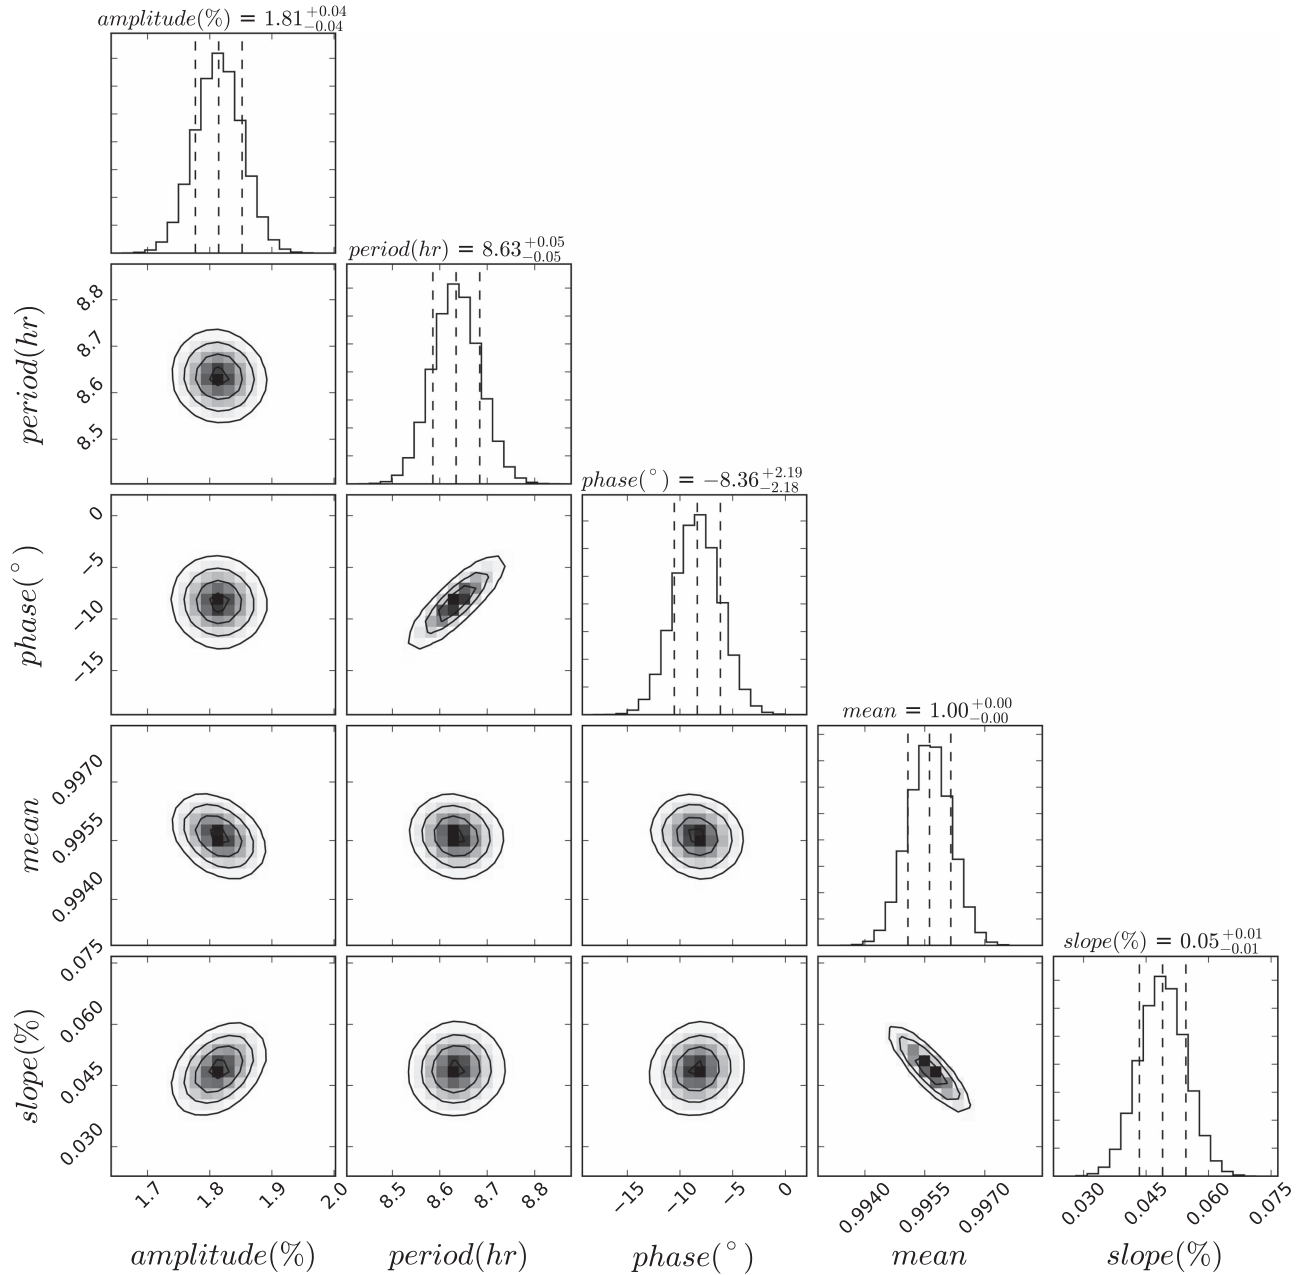 amplitude(%) = 1.81 +0.04 −0.04
period(hr) = 8.63 +0.05 −0.05
8.8
8.7
8.6
8.5
period(hr)
phase(°) = −8.36 +2.19 −2.18
0
−5
−10
−15
phase(°)
mean = 1.00 +0.00 −0.00
0.9970
0.9955
0.9940
mean
slope(%) = 0.05 +0.01 −0.01
0.075
0.060
0.045
0.030
slope(%)
1.7 1.8 1.9 2.0 8.5 8.6 8.7 8.8 −15 −10 −5 0 0.9940 0.9955 0.9970 0.030 0.045 0.060 0.075
amplitude(%) period(hr) phase(°) mean slope(%)